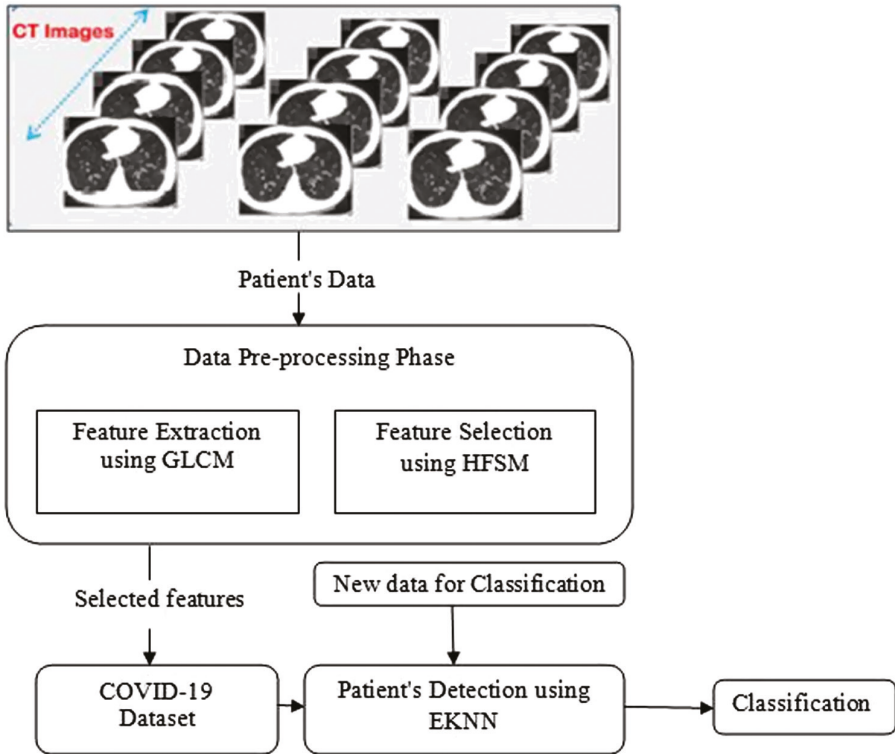 CT Images
Patient's Data
Data Pre-processing Phase
Feature Extraction
using GLCM
Feature Selection
using HFSM
New data for Classification
Selected features
COVID-19
Dataset
Patient's Detection using
EKNN
Classification